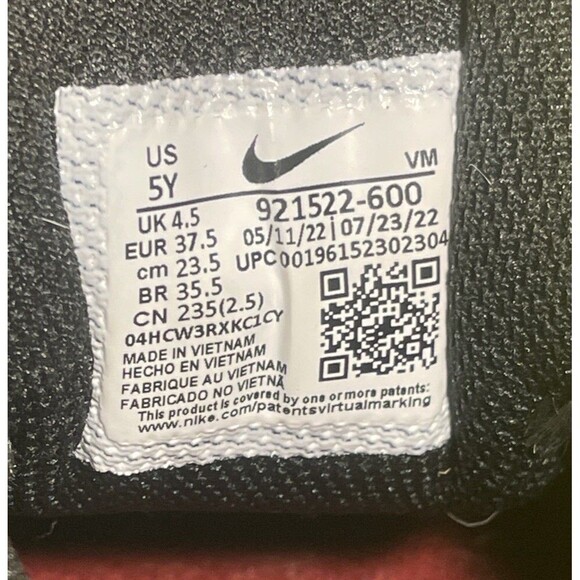 US
5Y
VM
UK 4.5
EUR 37.5
cm 23.5
BR 35.5
CN 235(2.5)
921522-600
05/11/22|07/23/22
UPC00196152302304
04HCW3RXKC1CY
MADE IN VIETNAM
HECHO EN VIETNAM
FABRIQUE AU VIETNAM
FABRICADO NO VIETNÃ
This product is covered by one or more patents:
www.nike.com/patentsvirtualmarking